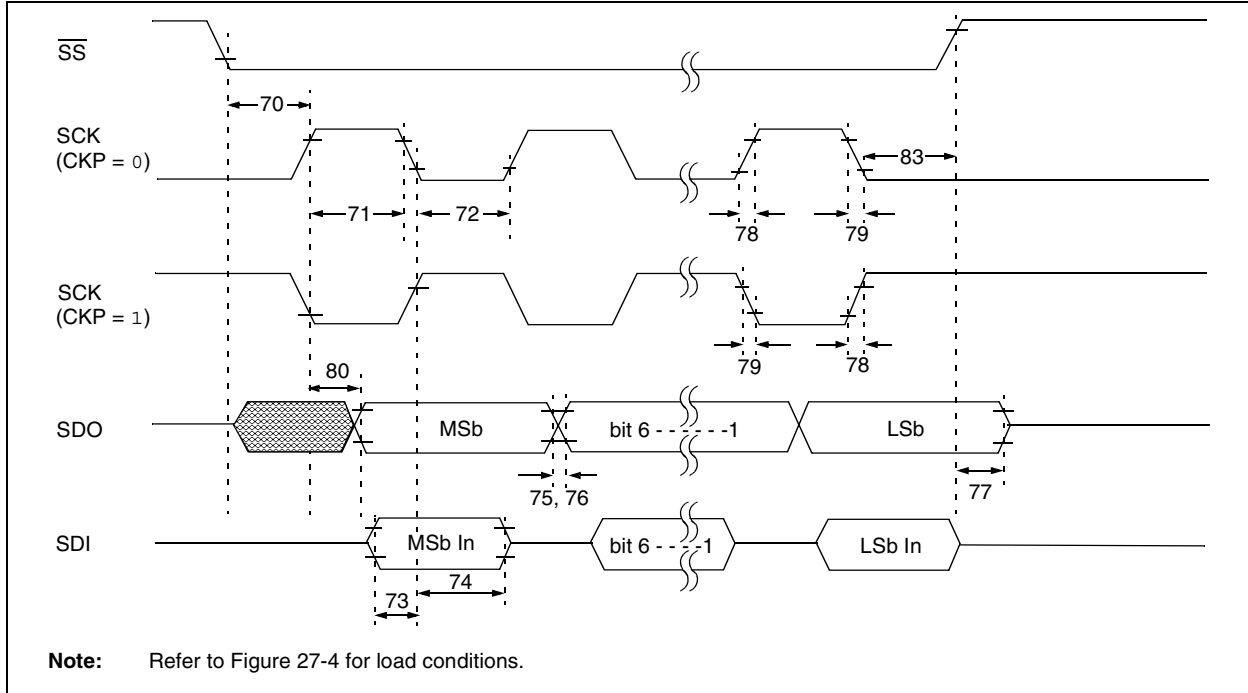 SS
70
SCK
(CKP = 0)
83
71
72
78
79
SCK
(CKP = 1)
79
78
80
SDO
MSb
bit 6 - - - - - -1
LSb
75, 76
77
SDI
MSb In
bit 6 - - - - -1
LSb In
74
73
Note: Refer to Figure 27-4 for load conditions.